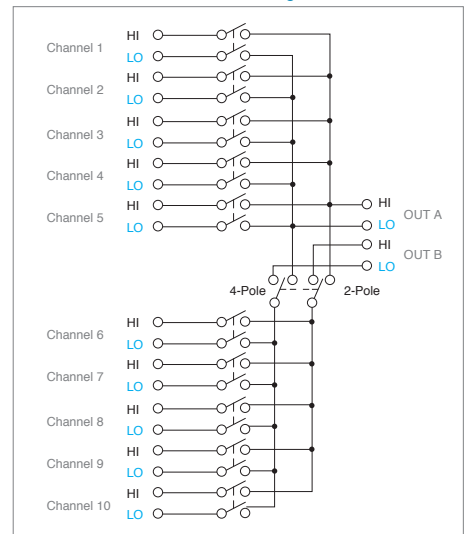 HI
Channel 1
LO
HI
Channel 2
LO
HI
Channel 3
LO
HI
Channel 4
LO
HI
Channel 5
LO
HI
OUT A
LO
HI
OUT B
LO
4-Pole 2-Pole
HI
Channel 6
LO
HI
Channel 7
LO
HI
Channel 8
LO
HI
Channel 9
LO
HI
Channel 10
LO